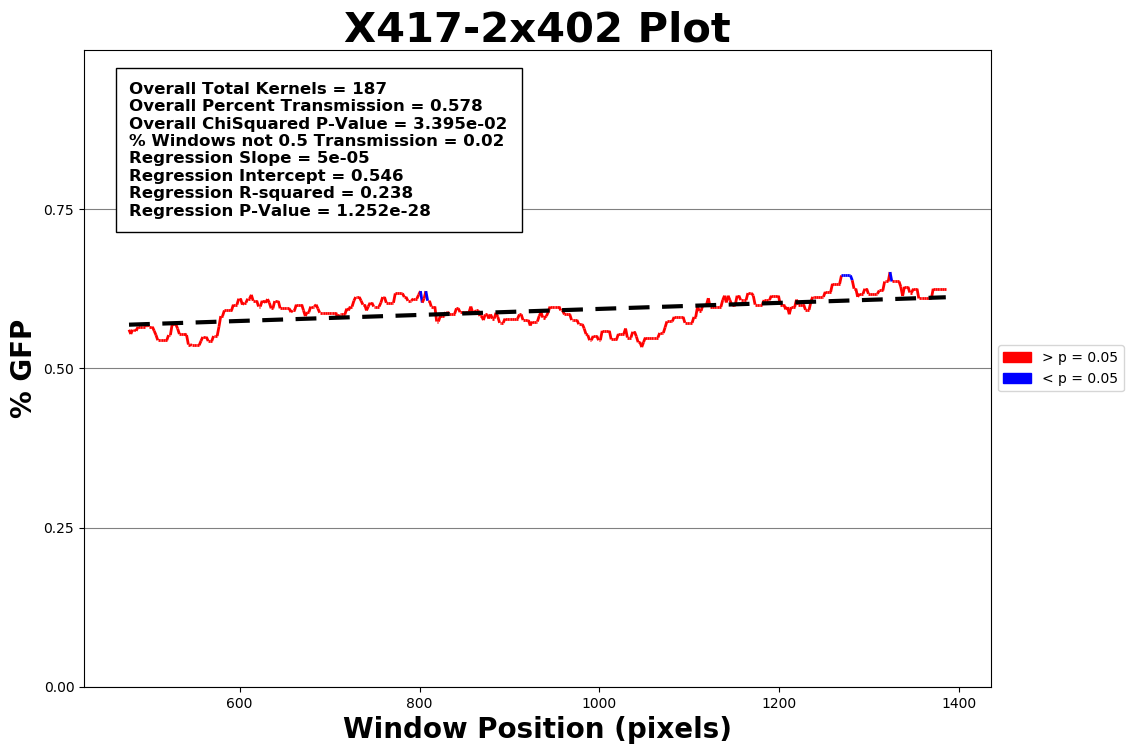 X417-2x402 Plot
Overall Total Kernels = 187
Overall Percent Transmission = 0.578
Overall ChiSquared P-Value = 3.395e-02
% Windows not 0.5 Transmission = 0.02
Regression Slope = 5e-05
Regression Intercept = 0.546
Regression R-squared = 0.238
Regression P-Value = 1.252e-28
% GFP
0.75
0.50
0.25
0.00
600 800 1000 1200 1400
Window Position (pixels)
> p = 0.05
< p = 0.05